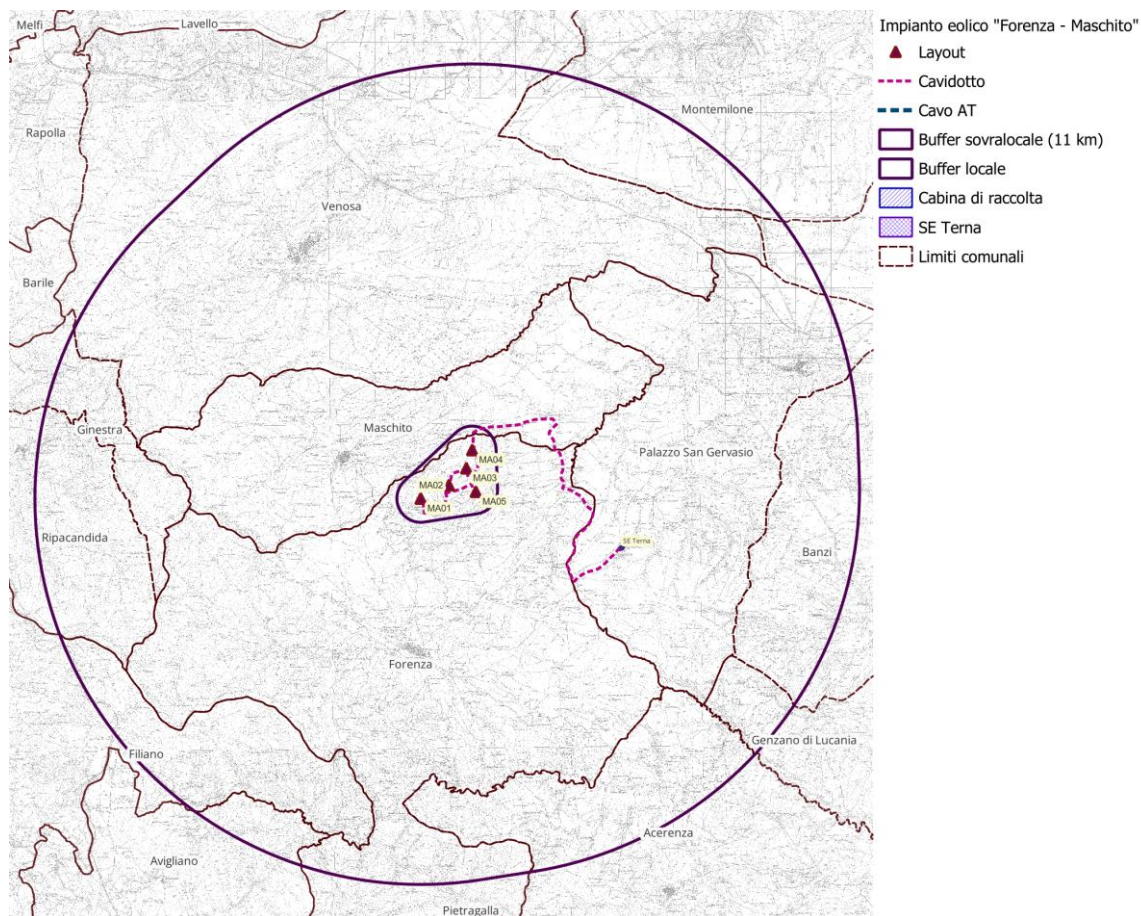 Impianto eolico "Forenza - Maschito"
Layout
Cavidotto
Cavo AT
Buffer sovralocale (11 km)
Buffer locale
Cabina di raccolta
SE Terna
Limiti comunali
Melfi
Lavello
Montemilone
Rapolla
Venosa
Barile
Ginestra
Maschito
Palazzo San Gervasio
MA04
MA03
MA02
MA05
MA01
Ripacandida
SE Terna
Banzi
Forenza
Filiano
Genzano di Lucania
Acerenza
Avigliano
Pietragalla